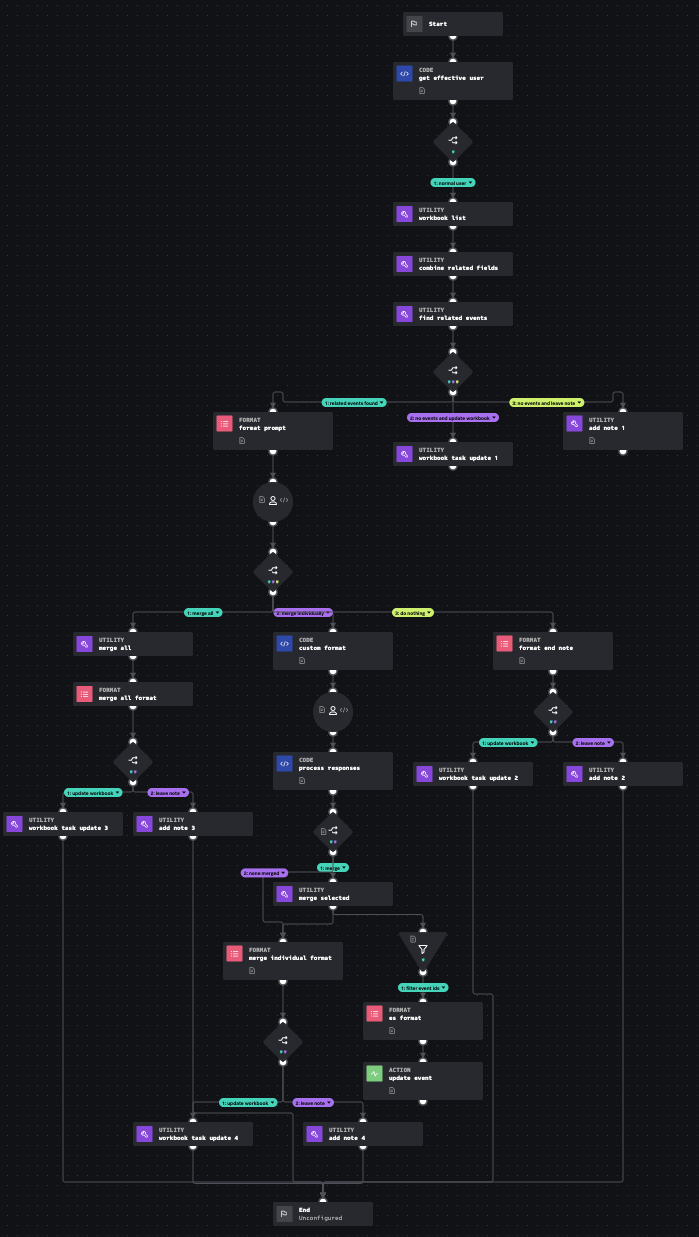 Start
CODE
get effective user
1: normal user
UTILITY
workbook list
UTILITY
combine related fields
UTILITY
find related events
1: related events found
3: no events and leave note
2: no events and update workbook
FORMAT
format prompt
UTILITY
add note 1
UTILITY
workbook task update 1
1: merge all
2: merge individually
3: do nothing
UTILITY
merge all
CODE
custom format
FORMAT
format end note
FORMAT
merge all format
1: update workbook
2: leave note
CODE
process responses
UTILITY
workbook task update 2
UTILITY
add note 2
1: update workbook
2: leave note
UTILITY
workbook task update 3
UTILITY
add note 3
1: merge
2: none merged
UTILITY
merge selected
FORMAT
merge individual format
1: filter event ids
FORMAT
es format
ACTION
update event
1: update workbook
2: leave note
UTILITY
workbook task update 4
UTILITY
add note 4
End
Unconfigured